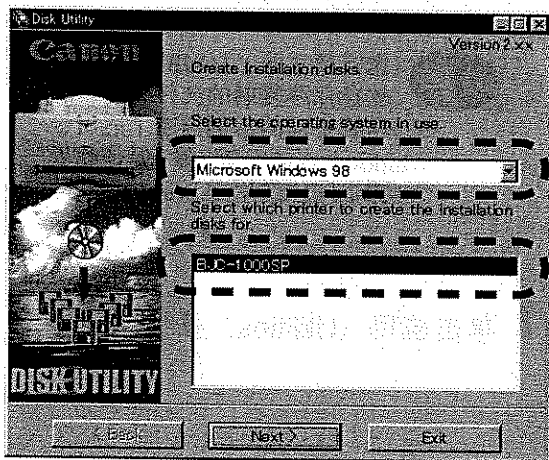 Disk Utility
Canon
Version 2.xx
Create Installation disks
Select the operating system in use.
Microsoft Windows 98
Select which printer to create the installation
disks for
BJC-1000SP
DISK UTILITY
< Back
Next >
Exit